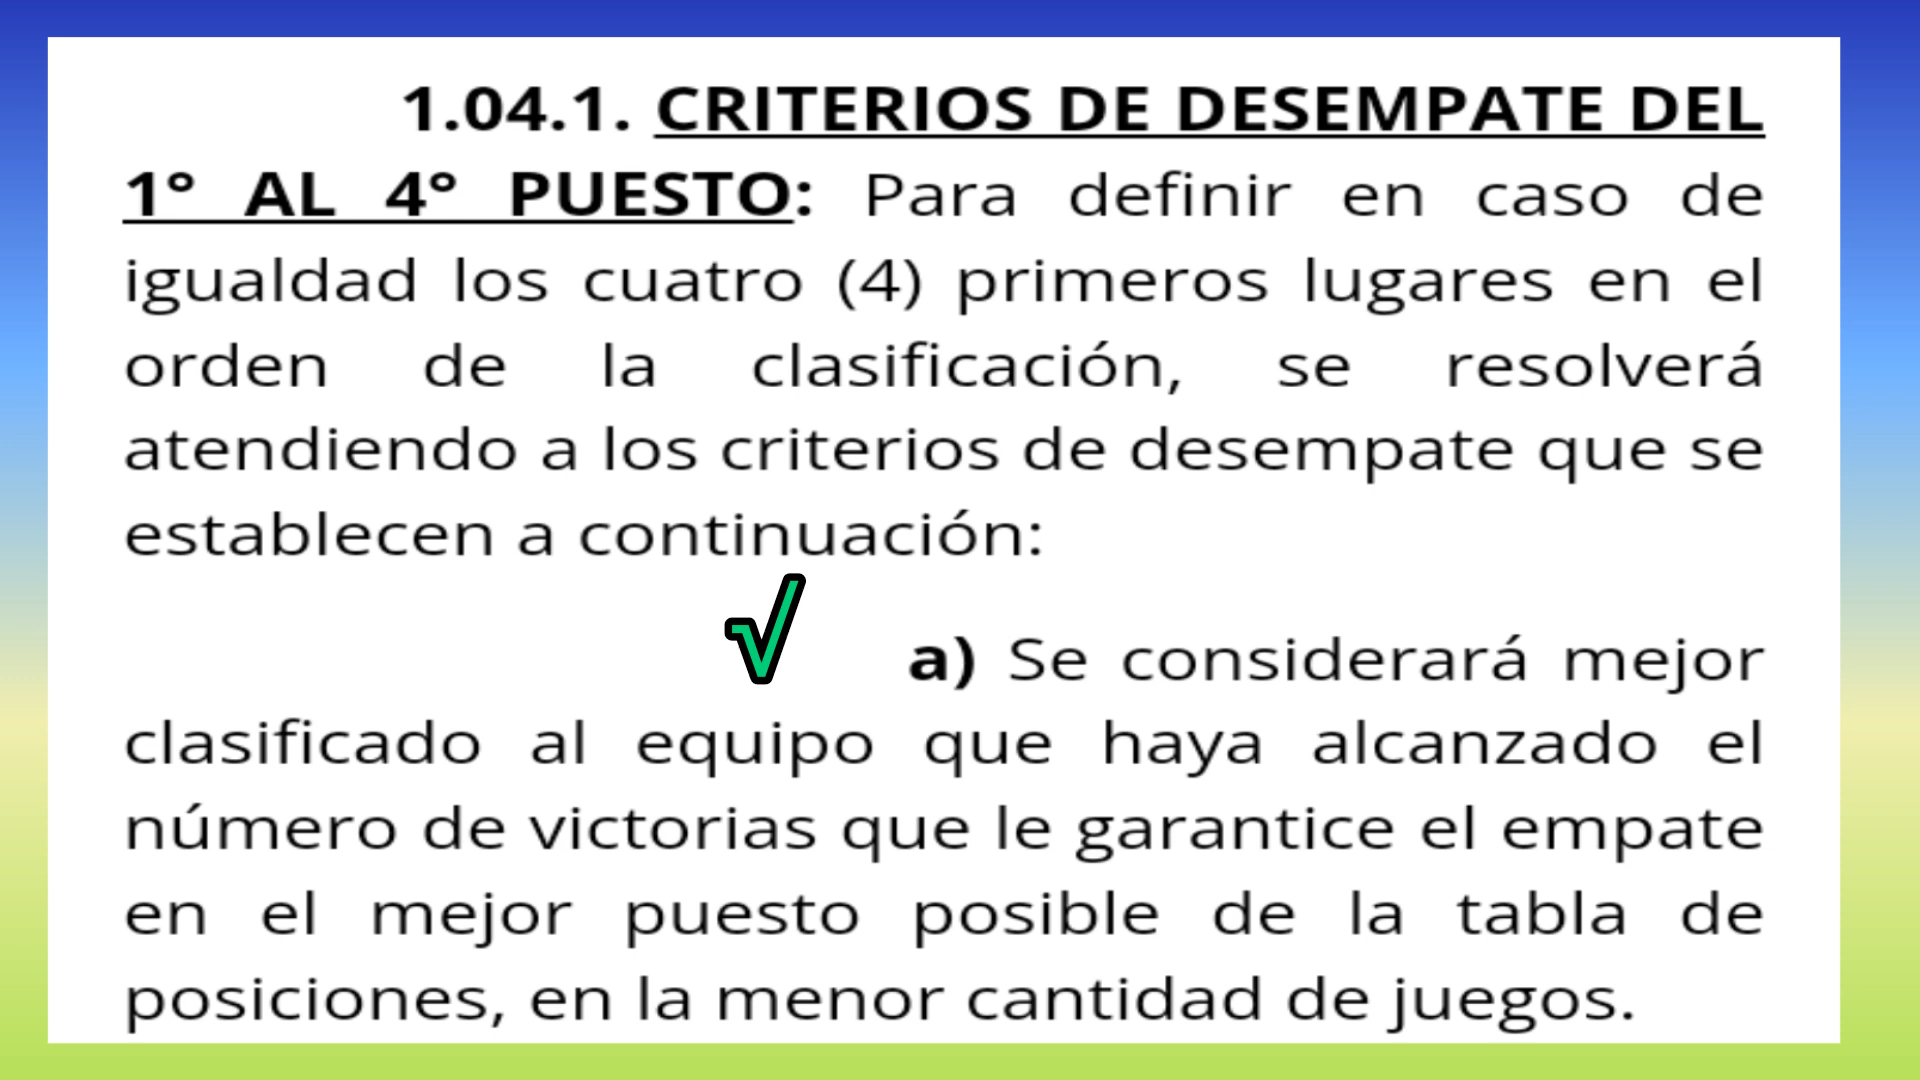 1.04.1. CRITERIOS DE DESEMPATE DEL
1° AL 4° PUESTO: Para definir en caso de
igualdad los cuatro (4) primeros lugares en el
orden de la clasificación, se resolverá
atendiendo a los criterios de desempate que se
establecen a continuación:
a) Se considerará mejor
clasificado al equipo que haya alcanzado el
número de victorias que le garantice el empate
en el mejor puesto posible de la tabla de
posiciones, en la menor cantidad de juegos.